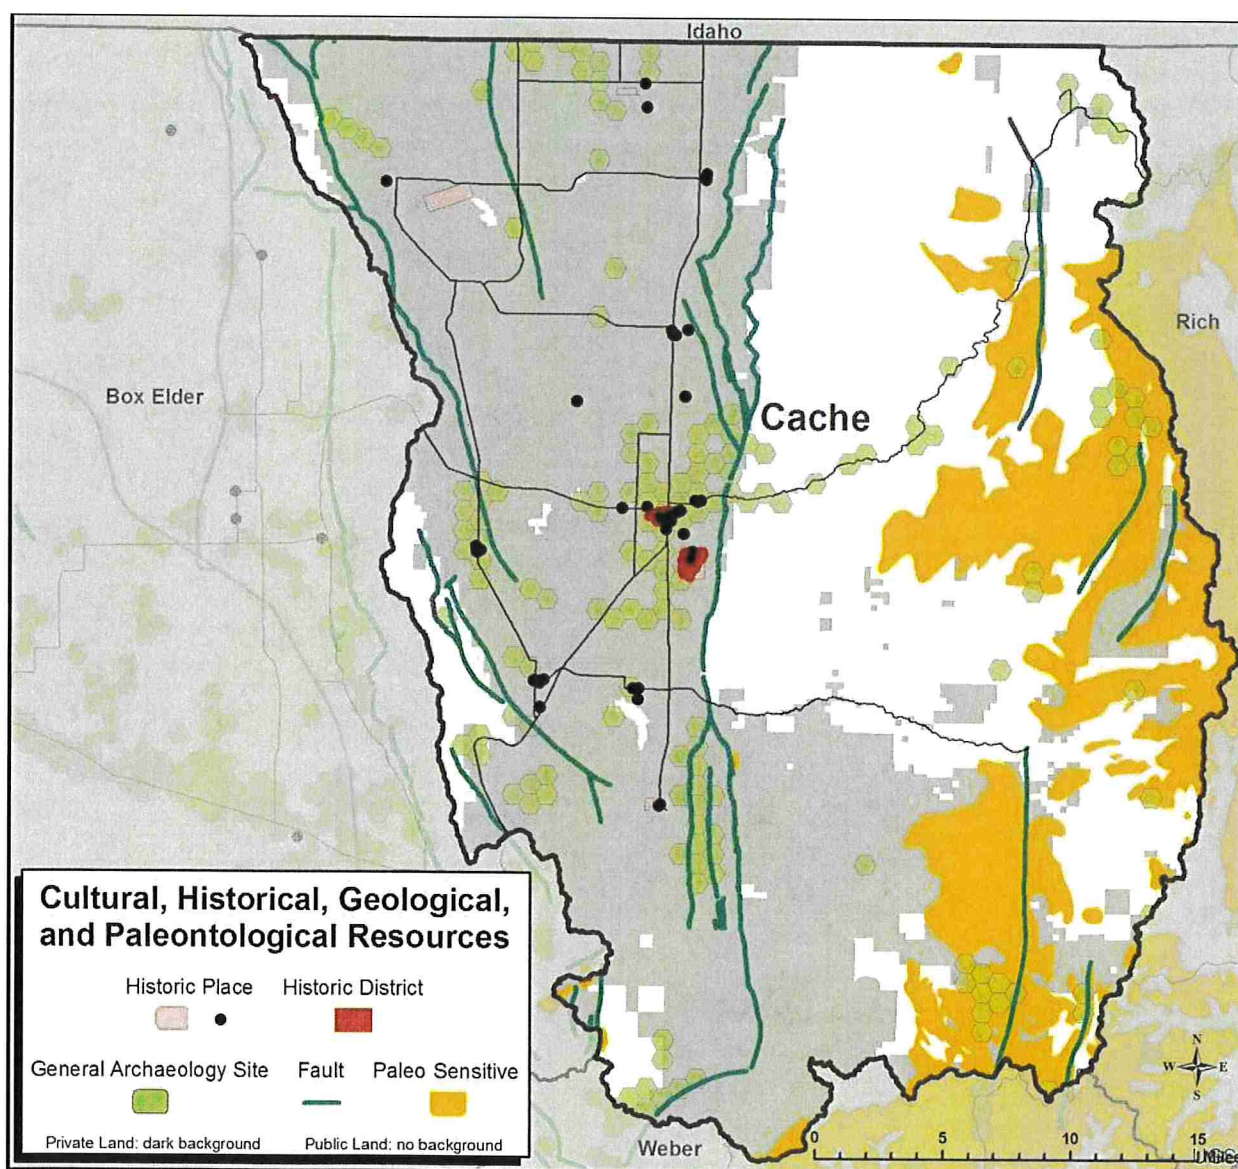 Idaho
Rich
Box Elder
Cache
Cultural, Historical, Geological,
and Paleontological Resources
Historic Place Historic District
General Archaeology Site Fault Paleo Sensitive
Private Land: dark background Public Land: no background
Weber
N
W E
S
0 5 10 15
Miles